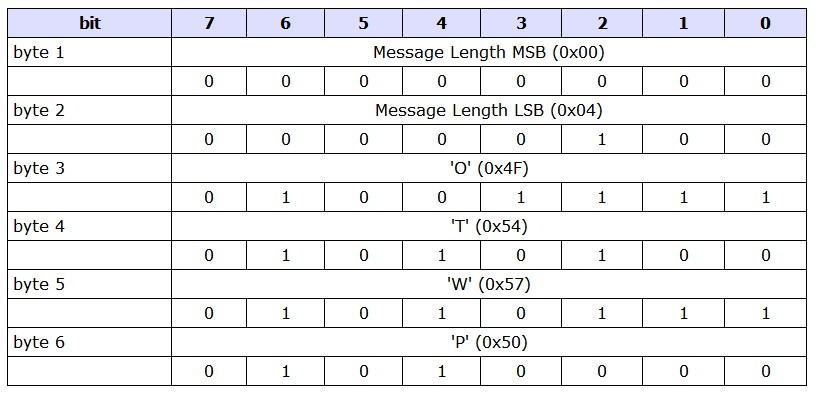 bit 7 6 5 4 3 2 1 0
byte 1 Message Length MSB (0x00)
0 0 0 0 0 0 0 0
byte 2 Message Length LSB (0x04)
0 0 0 0 0 1 0 0
byte 3 'O' (0x4F)
0 1 0 0 1 1 1 1
byte 4 'T' (0x54)
0 1 0 1 0 1 0 0
byte 5 'W' (0x57)
0 1 0 1 0 1 1 1
byte 6 'P' (0x50)
0 1 0 1 0 0 0 0